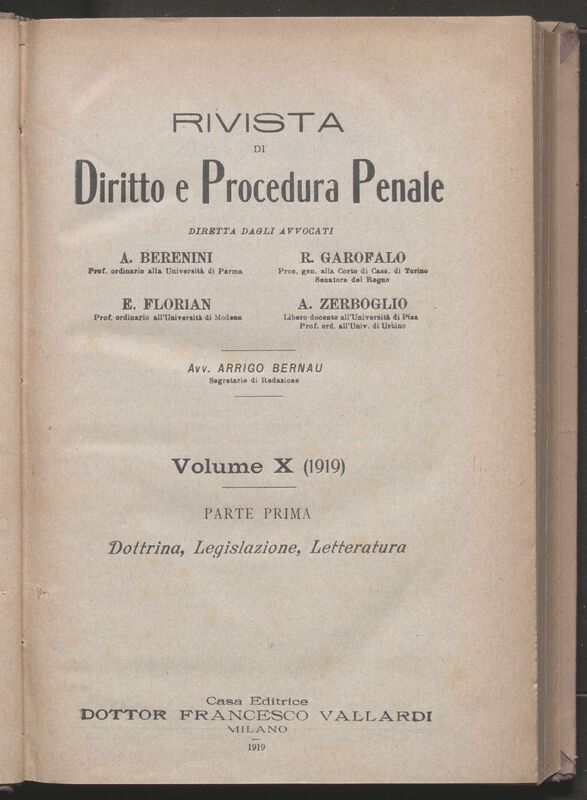 RIVISTA
DI
Diritto e Procedura Penale
DIRETTA DAGLI AVVOCATI
A. BERENINI
Prof. ordinario alla Università di Parma
R. GAROFALO
Proc. gen. alla Corte di Cass. di Torino
Senatore del Regno
E. FLORIAN
Prof. ordinario all'Università di Modena
A. ZERBOGLIO
Libero docente all'Università di Pisa
Prof. ord. all'Univ. di Urbino
Avv. ARRIGO BERNAU
Segretario di Redazione
Volume X (1919)
PARTE PRIMA
Dottrina, Legislazione, Letteratura
Casa Editrice
DOTTOR FRANCESCO VALLARDI
MILANO
1919